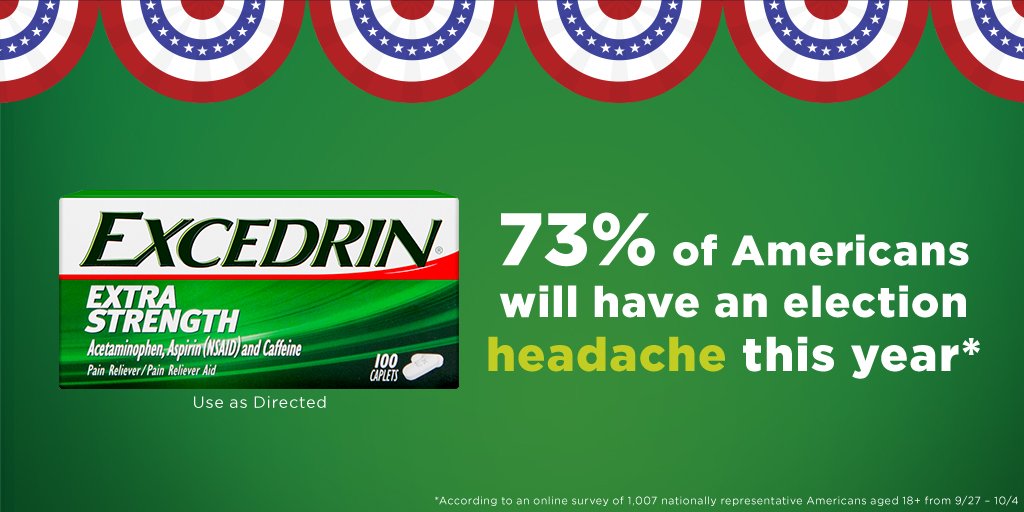 EXCEDRIN®
EXTRA
STRENGTH
Acetaminophen, Aspirin (NSAID) and Caffeine
Pain Reliever/Pain Reliever Aid
100
CAPLETS
Use as Directed
73% of Americans
will have an election
headache this year*
*According to an online survey of 1,007 nationally representative Americans aged 18+ from 9/27 – 10/4